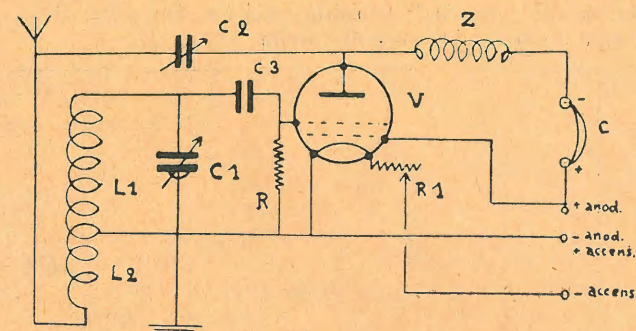 C2
Z
C3
V
-
C
+
L1
C1
R
R1
+ anod.
- anod.
+ accens.
L2
- accens